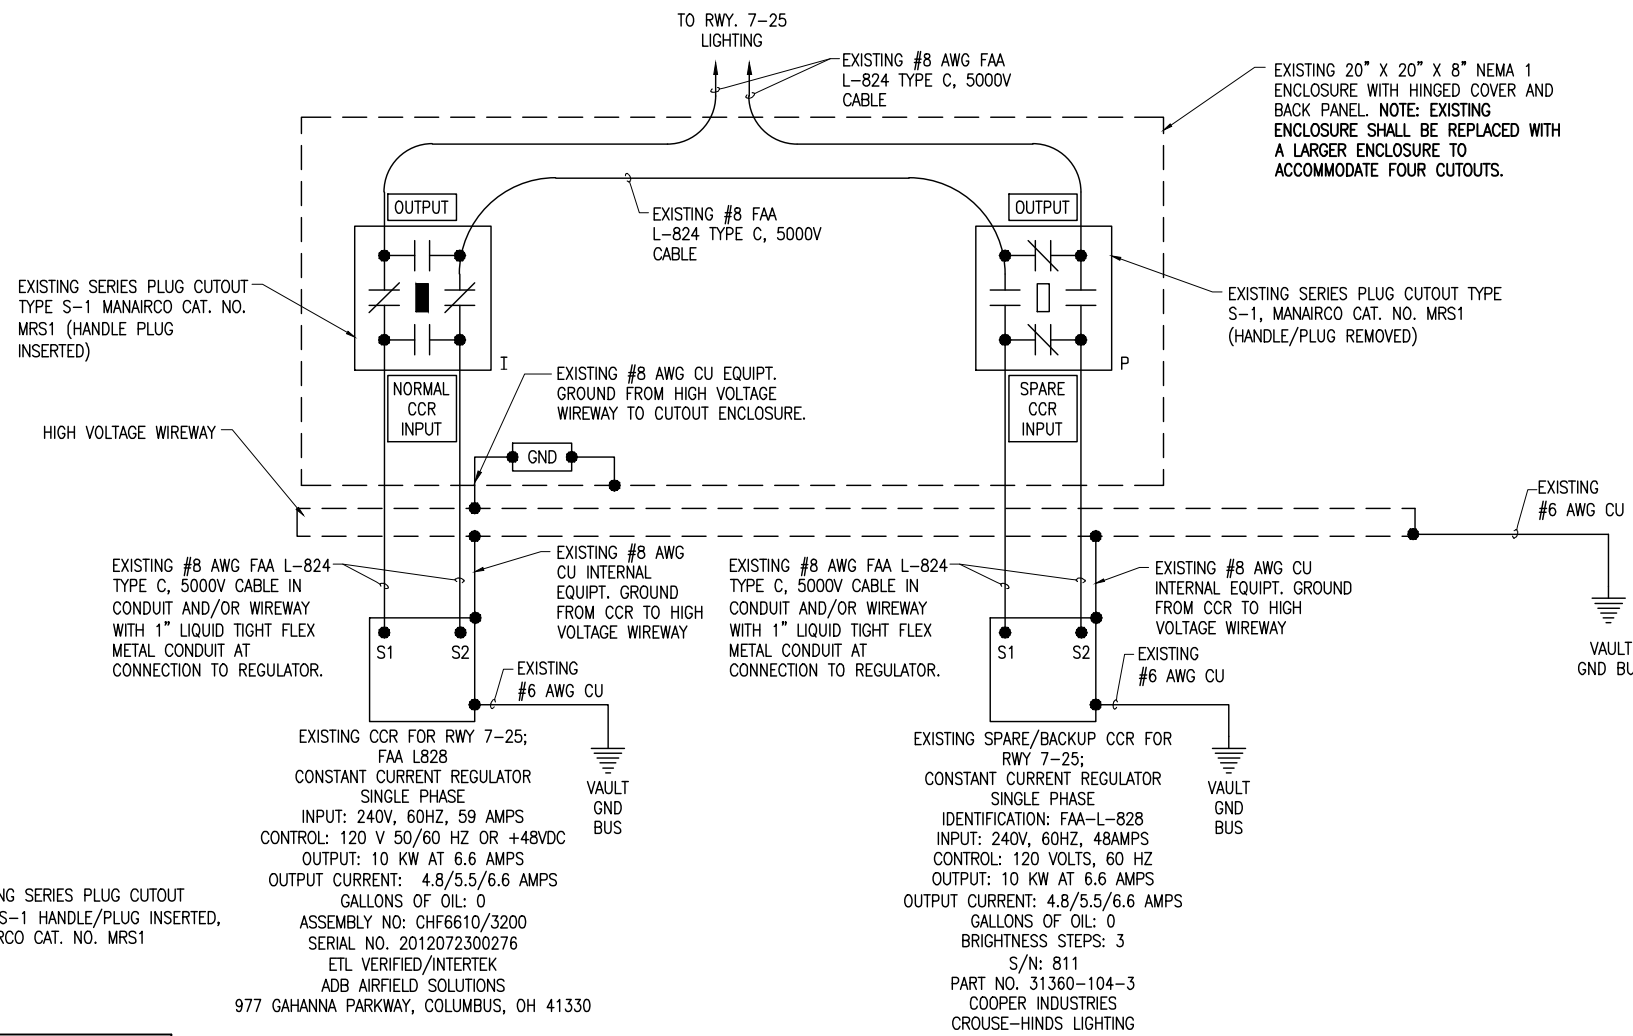 TO RWY. 7-25
LIGHTING
EXISTING #8 AWG FAA
L-824 TYPE C, 5000V
CABLE
EXISTING 20" X 20" X 8" NEMA 1
ENCLOSURE WITH HINGED COVER AND
BACK PANEL. NOTE: EXISTING
ENCLOSURE SHALL BE REPLACED WITH
A LARGER ENCLOSURE TO
ACCOMMODATE FOUR CUTOUTS.
OUTPUT
EXISTING #8 FAA
L-824 TYPE C, 5000V
CABLE
OUTPUT
EXISTING SERIES PLUG CUTOUT
TYPE S-1 MANAIRCO CAT. NO.
MRS1 (HANDLE PLUG
INSERTED)
EXISTING SERIES PLUG CUTOUT TYPE
S-1, MANAIRCO CAT. NO. MRS1
(HANDLE/PLUG REMOVED)
I
P
NORMAL
CCR
INPUT
EXISTING #8 AWG CU EQUIPT.
GROUND FROM HIGH VOLTAGE
WIREWAY TO CUTOUT ENCLOSURE.
SPARE
CCR
INPUT
HIGH VOLTAGE WIREWAY
GND
EXISTING
#6 AWG CU
EXISTING #8 AWG FAA L-824
TYPE C, 5000V CABLE IN
CONDUIT AND/OR WIREWAY
WITH 1" LIQUID TIGHT FLEX
METAL CONDUIT AT
CONNECTION TO REGULATOR.
EXISTING #8 AWG
CU INTERNAL
EQUIPT. GROUND
FROM CCR TO HIGH
VOLTAGE WIREWAY
EXISTING #8 AWG FAA L-824
TYPE C, 5000V CABLE IN
CONDUIT AND/OR WIREWAY
WITH 1" LIQUID TIGHT FLEX
METAL CONDUIT AT
CONNECTION TO REGULATOR.
EXISTING #8 AWG CU
INTERNAL EQUIPT. GROUND
FROM CCR TO HIGH
VOLTAGE WIREWAY
VAULT
GND BU
S1 S2
EXISTING
#6 AWG CU
S1 S2
EXISTING
#6 AWG CU
VAULT
GND
BUS
VAULT
GND
BUS
EXISTING CCR FOR RWY 7-25;
FAA L828
CONSTANT CURRENT REGULATOR
SINGLE PHASE
INPUT: 240V, 60HZ, 59 AMPS
CONTROL: 120 V 50/60 HZ OR +48VDC
OUTPUT: 10 KW AT 6.6 AMPS
OUTPUT CURRENT: 4.8/5.5/6.6 AMPS
GALLONS OF OIL: 0
ASSEMBLY NO: CHF6610/3200
SERIAL NO. 2012072300276
ETL VERIFIED/INTERTEK
ADB AIRFIELD SOLUTIONS
977 GAHANNA PARKWAY, COLUMBUS, OH 41330
EXISTING SPARE/BACKUP CCR FOR
RWY 7-25;
CONSTANT CURRENT REGULATOR
SINGLE PHASE
IDENTIFICATION: FAA-L-828
INPUT: 240V, 60HZ, 48AMPS
CONTROL: 120 VOLTS, 60 HZ
OUTPUT: 10 KW AT 6.6 AMPS
OUTPUT CURRENT: 4.8/5.5/6.6 AMPS
GALLONS OF OIL: 0
BRIGHTNESS STEPS: 3
S/N: 811
PART NO. 31360-104-3
COOPER INDUSTRIES
CROUSE-HINDS LIGHTING
NG SERIES PLUG CUTOUT
S-1 HANDLE/PLUG INSERTED,
RCO CAT. NO. MRS1